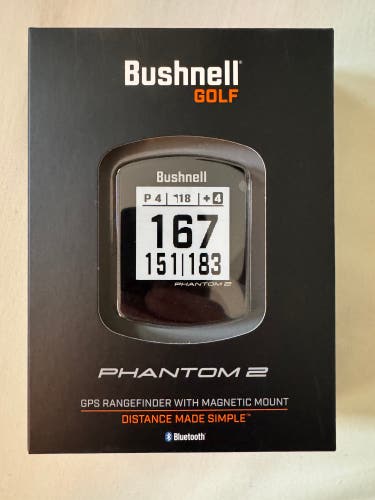 Bushnell®
GOLF
Bushnell
P 4 | 18 | +4
167
151|183
PHANTOM 2
PHANTOM 2
GPS RANGEFINDER WITH MAGNETIC MOUNT
DISTANCE MADE SIMPLE™
Bluetooth®